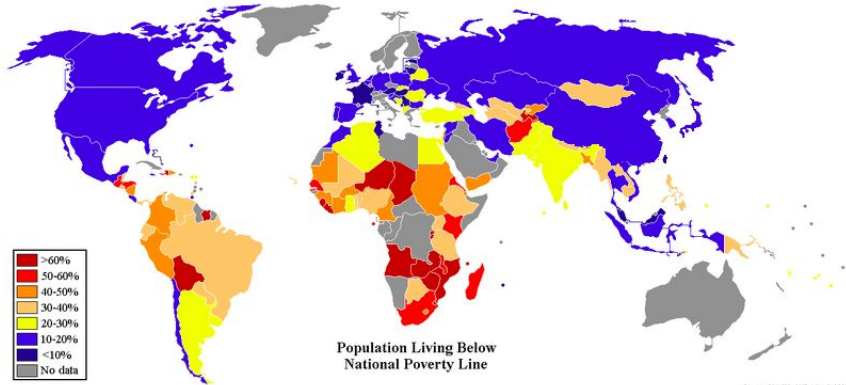 >60%
50-60%
40-50%
30-40%
20-30%
10-20%
<10%
No data
Population Living Below
National Poverty Line